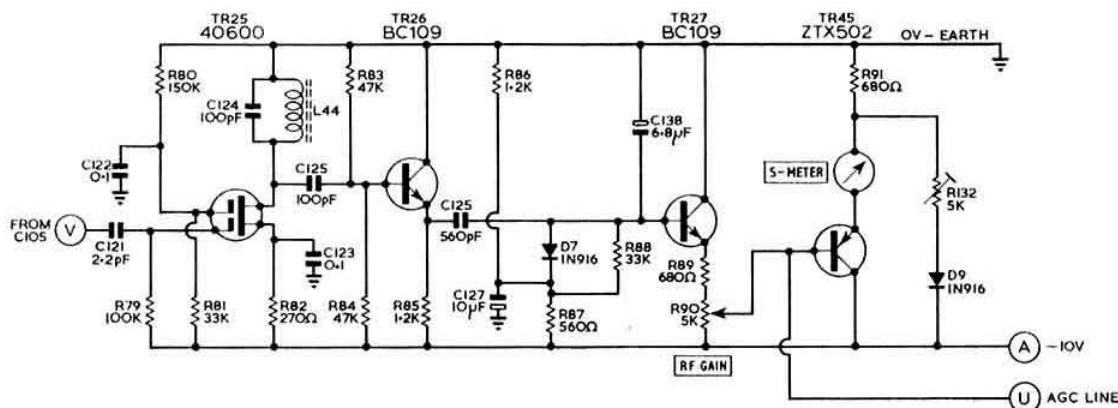 TR25
40600
TR26
BC109
TR27
BC109
TR45
ZTX502
OV-EARTH
R80
150K
C124
100pF
L44
R83
47K
R86
1·2K
C138
6·8µF
R91
680Ω
C122
0·1
S-METER
R132
5K
C125
100pF
FROM
C105
V
C121
2·2pF
C123
0·1
C125
560pF
D7
1N916
R88
33K
R89
680Ω
D9
1N916
R79
100K
R81
33K
R82
270Ω
R84
47K
R85
1·2K
C127
10µF
R87
560Ω
R90
5K
RF GAIN
A
-10V
U
AGC LINE